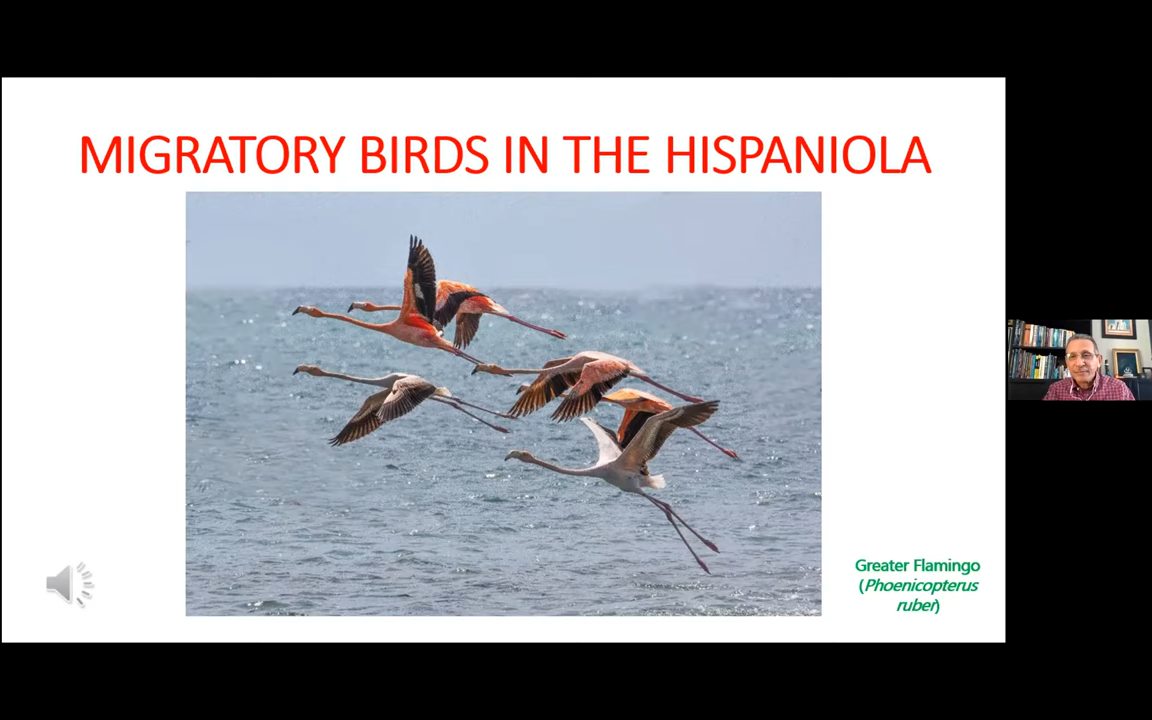 MIGRATORY BIRDS IN THE HISPANIOLA
Greater Flamingo
(Phoenicopterus
ruber)